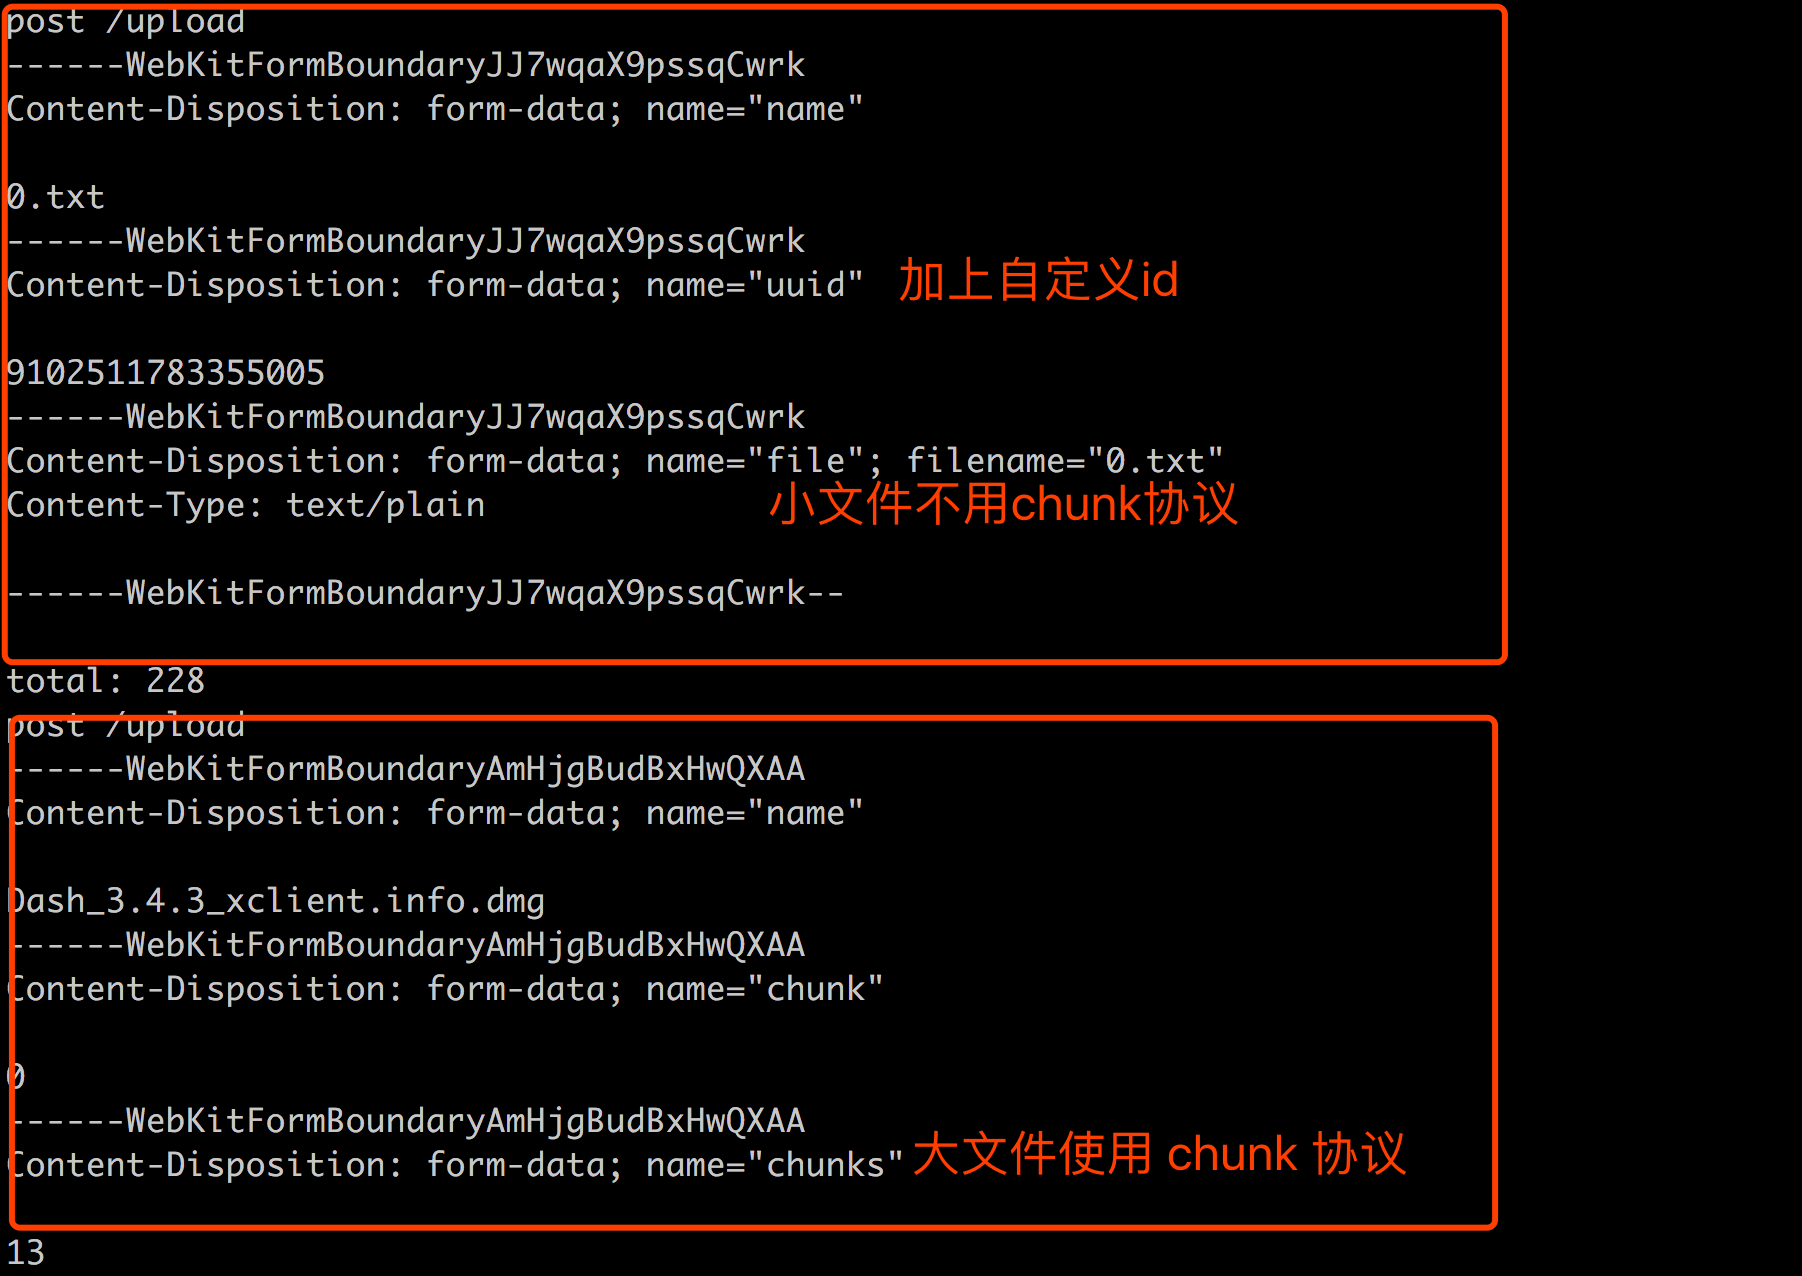 post /upload
------WebKitFormBoundaryJJ7wqaX9pssqCwrk
Content-Disposition: form-data; name="name"
0.txt
------WebKitFormBoundaryJJ7wqaX9pssqCwrk
Content-Disposition: form-data; name="uuid" 加上自定义id
9102511783355005
------WebKitFormBoundaryJJ7wqaX9pssqCwrk
Content-Disposition: form-data; name="file"; filename="0.txt"
Content-Type: text/plain 小文件不用chunk协议
------WebKitFormBoundaryJJ7wqaX9pssqCwrk--
total: 228
post /upload
------WebKitFormBoundaryAmHjgBudBxHwQXAA
Content-Disposition: form-data; name="name"
Dash_3.4.3_xclient.info.dmg
------WebKitFormBoundaryAmHjgBudBxHwQXAA
Content-Disposition: form-data; name="chunk"
0
------WebKitFormBoundaryAmHjgBudBxHwQXAA
Content-Disposition: form-data; name="chunks" 大文件使用 chunk 协议
13